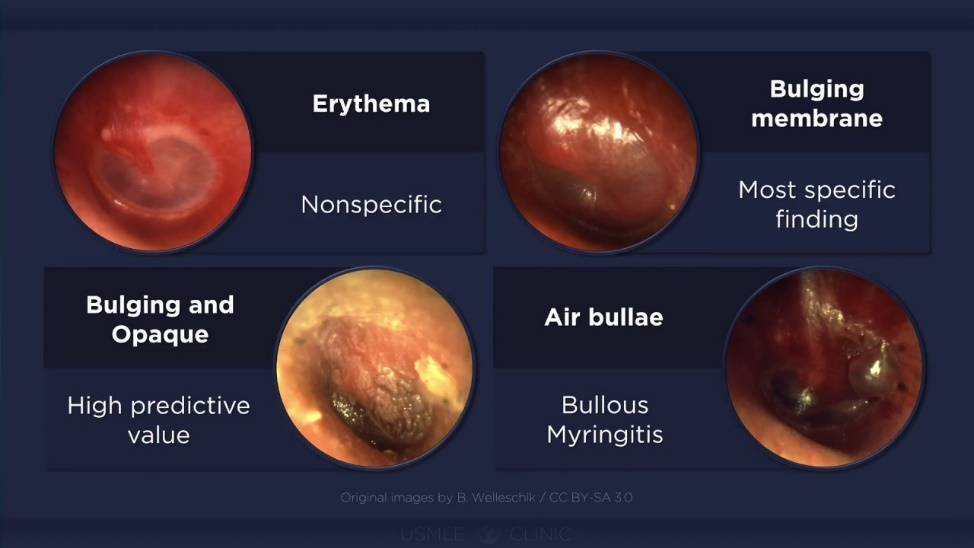 Erythema
Nonspecific
Bulging
membrane
Most specific
finding
Bulging and
Opaque
High predictive
value
Air bullae
Bullous
Myringitis
Original images by B. Welleschik / CC BY-SA 3.0
USMLE CLINIC